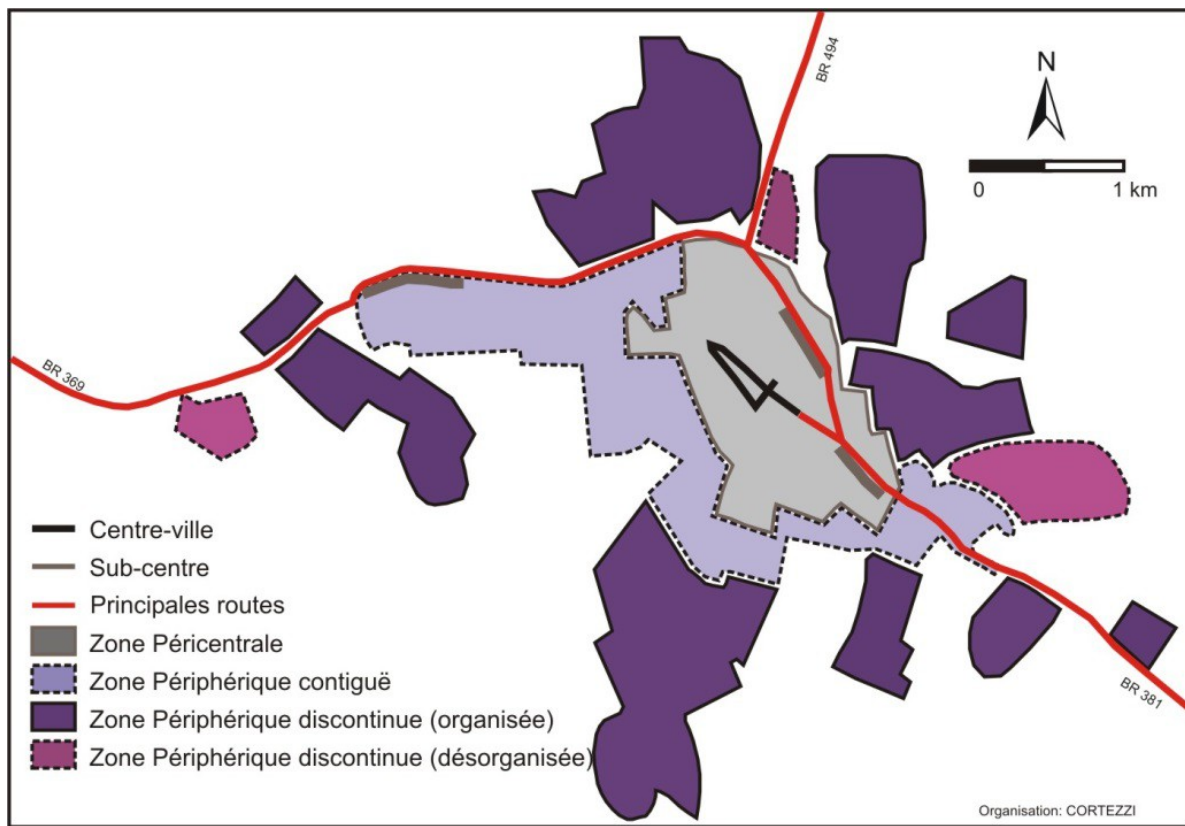 BR 494
N
0 1 km
BR 369
BR 381
Centre-ville
Sub-centre
Principales routes
Zone Péricentrale
Zone Périphérique contiguë
Zone Périphérique discontinue (organisée)
Zone Périphérique discontinue (désorganisée)
Organisation: CORTEZZI